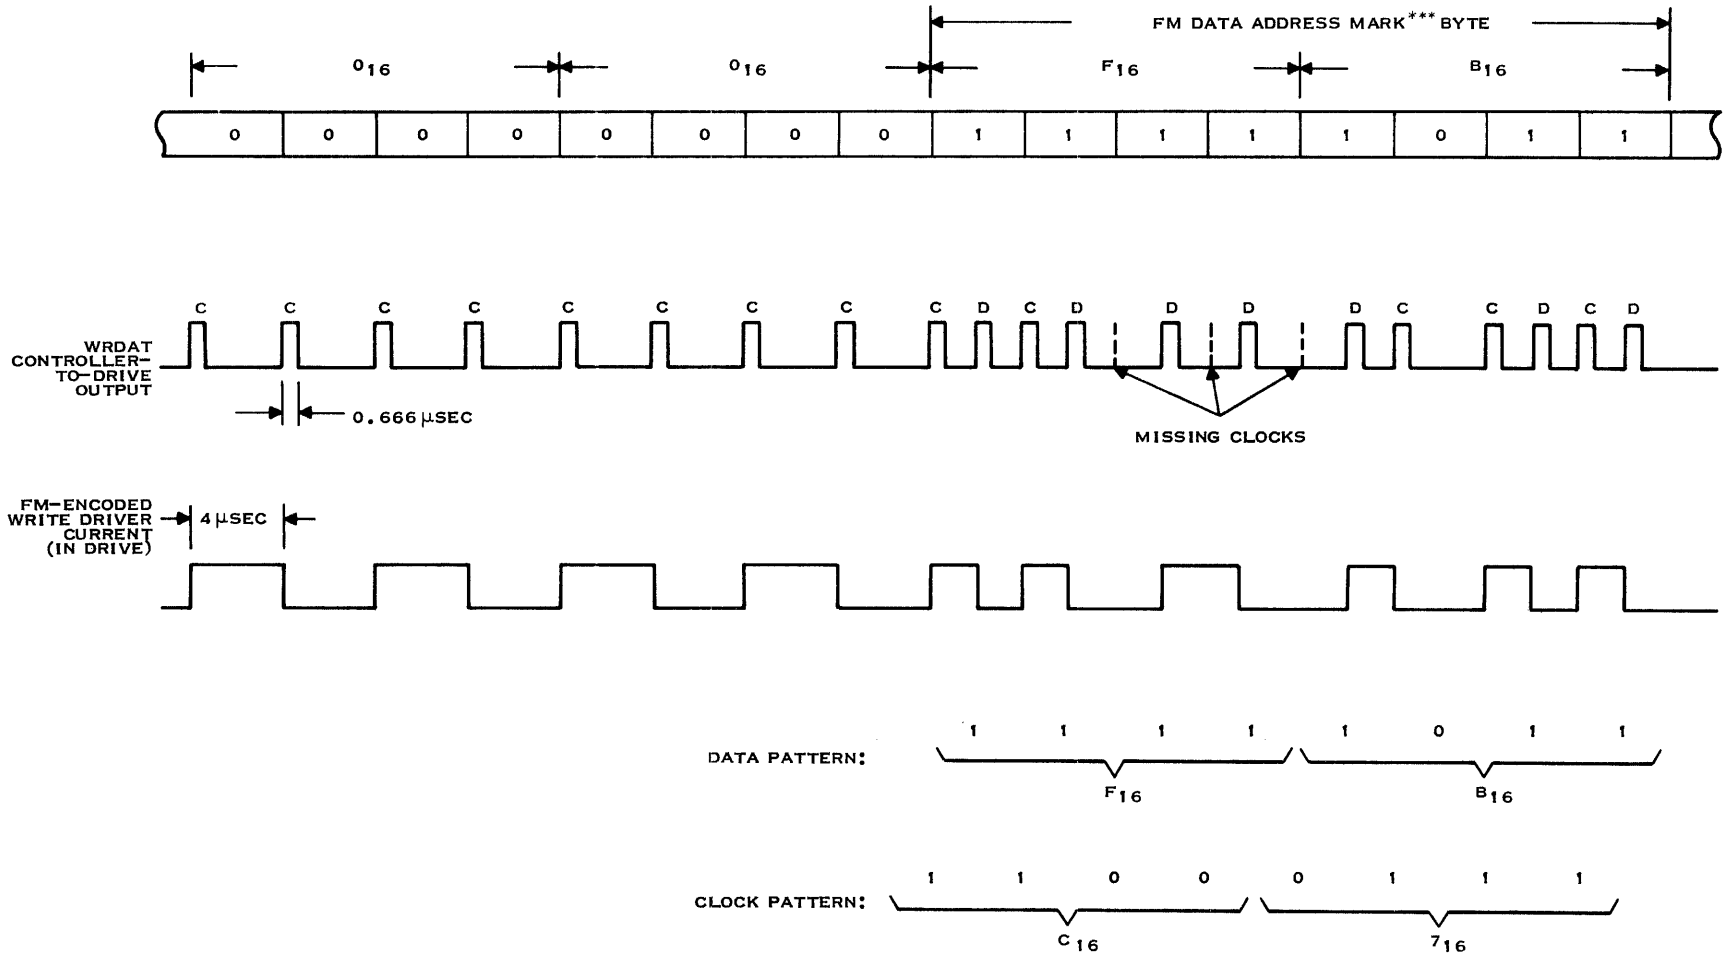 FM DATA ADDRESS MARK*** BYTE
0₁₆ 0₁₆ F₁₆ B₁₆
0 0 0 0 0 0 0 0 1 1 1 1 1 0 1 1
C C C C C C C C C D C D D D D C C D C D
WRDAT
CONTROLLER-
TO-DRIVE
OUTPUT
0.666 µSEC
MISSING CLOCKS
FM-ENCODED
WRITE DRIVER
CURRENT
(IN DRIVE)
4 µSEC
1 1 1 1 1 0 1 1
DATA PATTERN:
F₁₆ B₁₆
1 1 0 0 0 1 1 1
CLOCK PATTERN:
C₁₆ 7₁₆